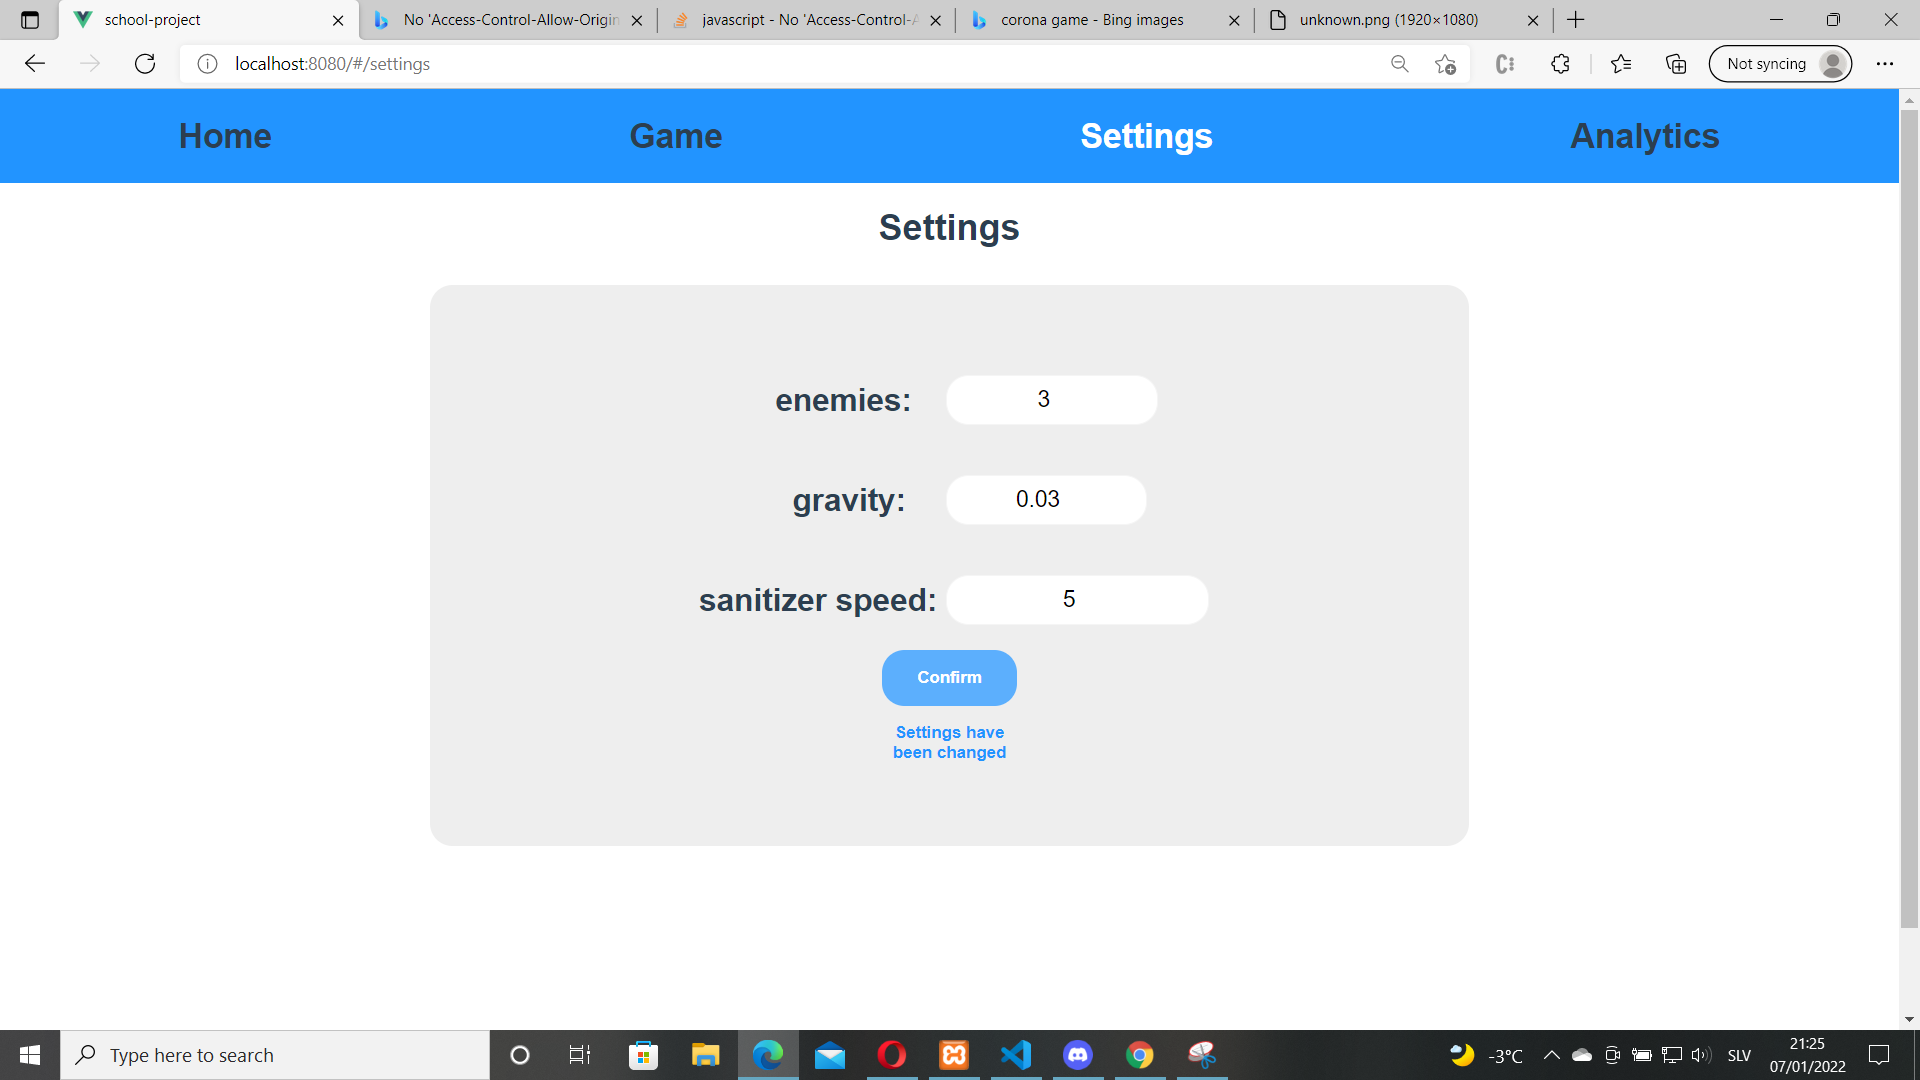 school-project
No 'Access-Control-Allow-Origin
javascript - No 'Access-Control-A
corona game - Bing images
unknown.png (1920×1080)
localhost:8080/#/settings
Not syncing
Home
Game
Settings
Analytics
Settings
enemies:
3
gravity:
0.03
sanitizer speed:
5
Confirm
Settings have
been changed
Type here to search
-3°C
SLV
21:25
07/01/2022